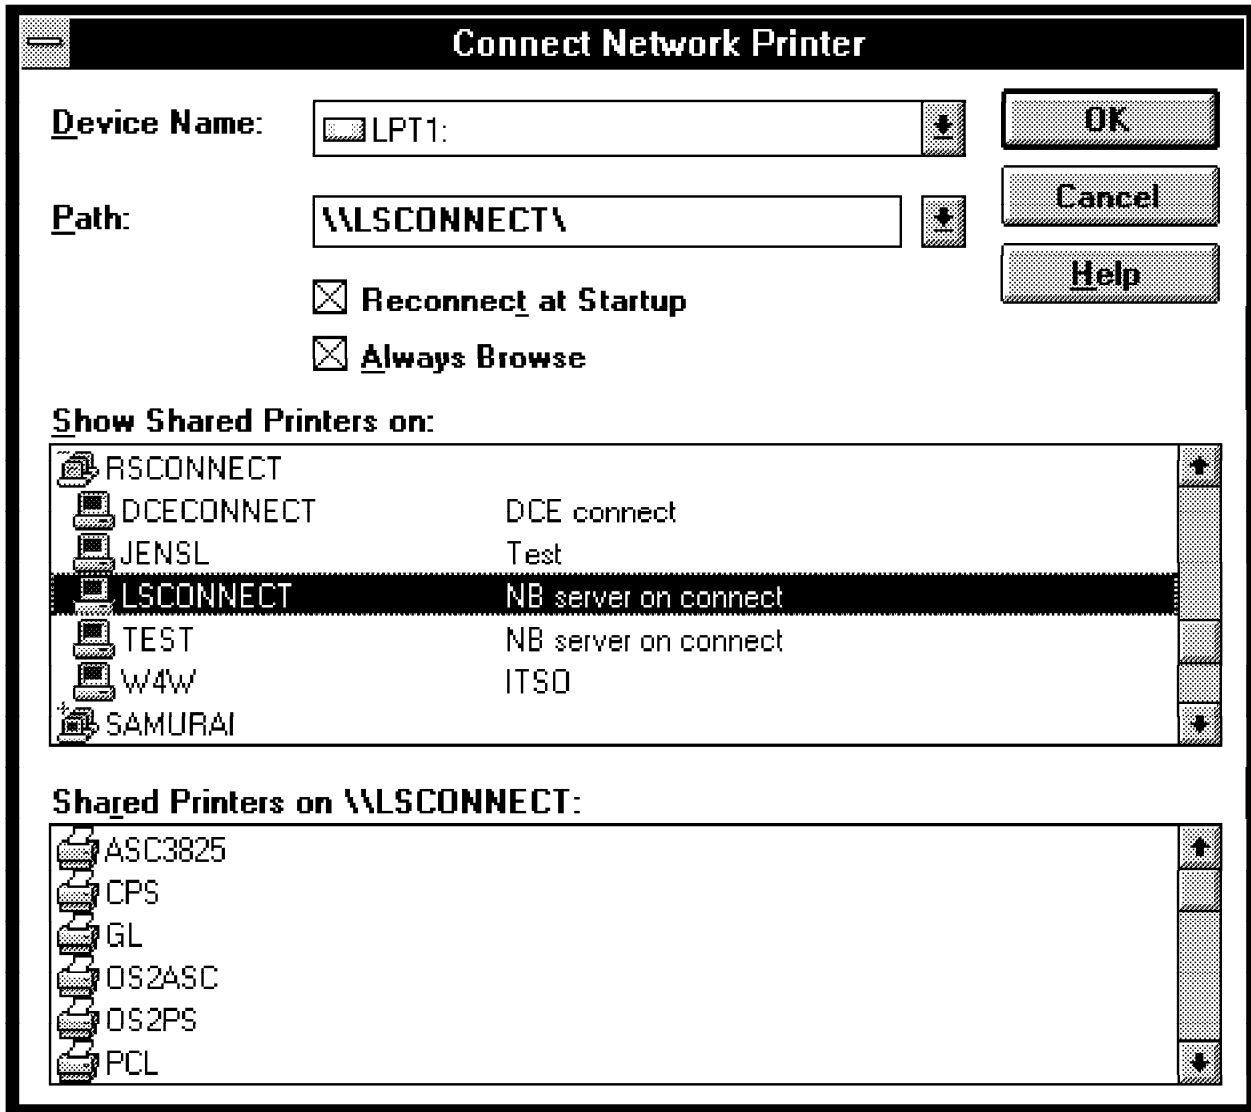 Connect Network Printer
Device Name: LPT1: OK
Cancel
Path: \\LSCONNECT\
Help
Reconnect at Startup
Always Browse
Show Shared Printers on:
RSCONNECT
DCECONNECT DCE connect
JENSL Test
LSCONNECT NB server on connect
TEST NB server on connect
W4W ITSO
SAMURAI
Shared Printers on \\LSCONNECT:
ASC3825
CPS
GL
OS2ASC
OS2PS
PCL